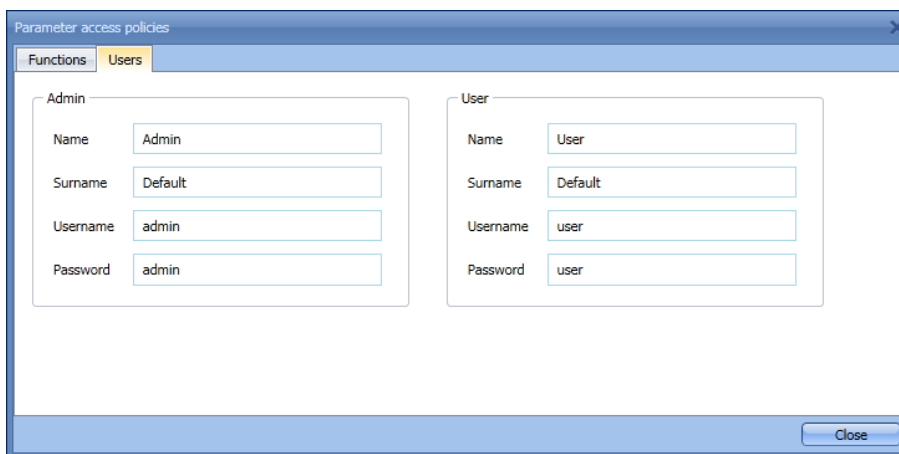 Parameter access policies
Functions Users
Admin User
Name Admin Name User
Surname Default Surname Default
Username admin Username user
Password admin Password user
Close